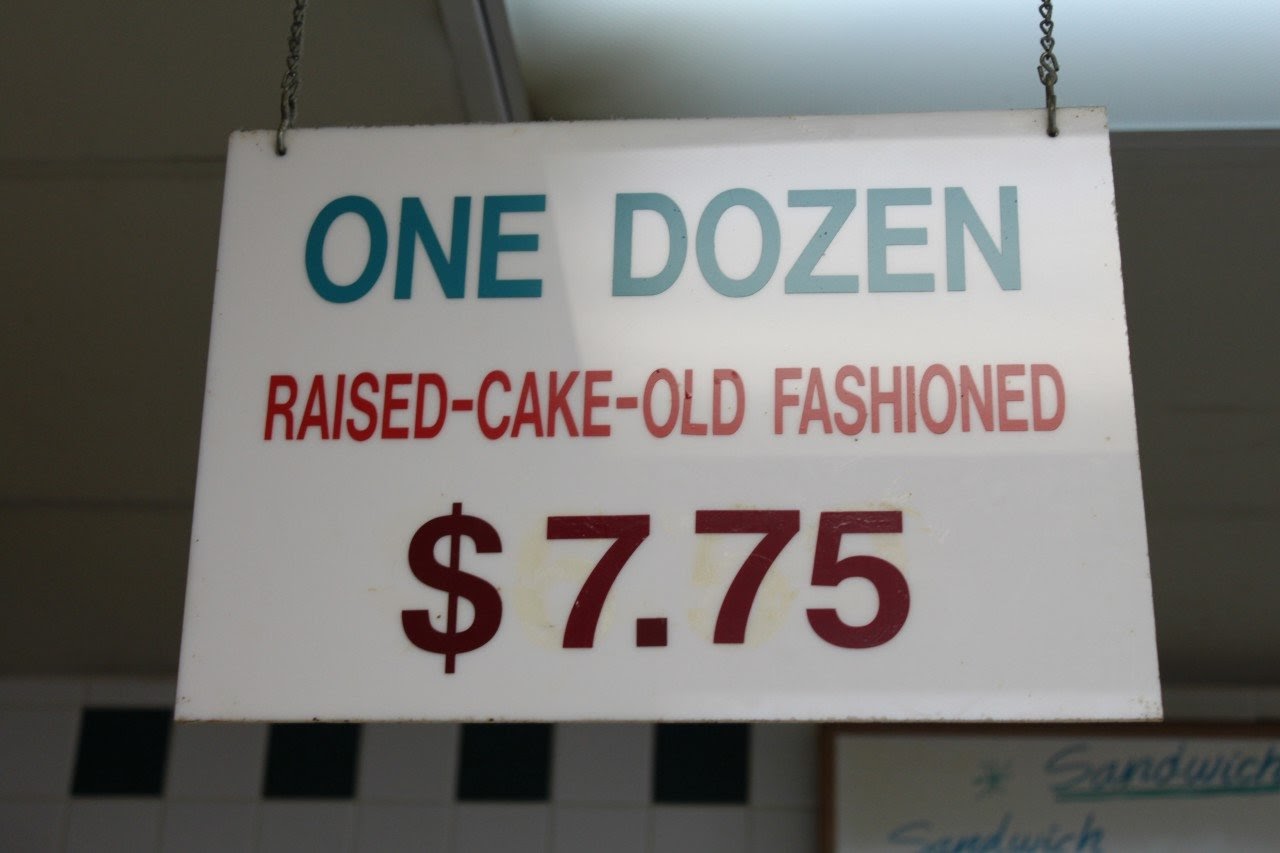 ONE DOZEN
RAISED-CAKE-OLD FASHIONED
$7.75
Sandwich
Sandwich